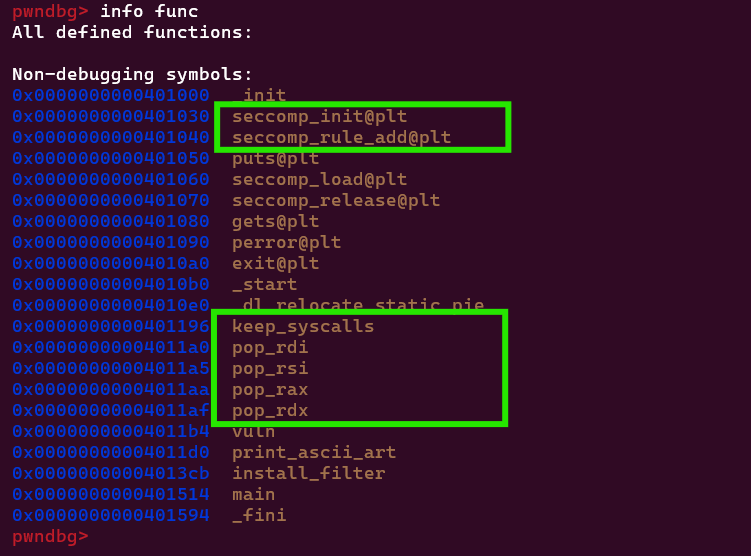 pwndbg> info func
All defined functions:
Non-debugging symbols:
0x0000000000401000 _init
0x0000000000401030 seccomp_init@plt
0x0000000000401040 seccomp_rule_add@plt
0x0000000000401050 puts@plt
0x0000000000401060 seccomp_load@plt
0x0000000000401070 seccomp_release@plt
0x0000000000401080 gets@plt
0x0000000000401090 perror@plt
0x00000000004010a0 exit@plt
0x00000000004010b0 _start
0x00000000004010e0 _dl_relocate_static_pie
0x0000000000401196 keep_syscalls
0x00000000004011a0 pop_rdi
0x00000000004011a5 pop_rsi
0x00000000004011aa pop_rax
0x00000000004011af pop_rdx
0x00000000004011b4 vuln
0x00000000004011d0 print_ascii_art
0x00000000004013cb install_filter
0x0000000000401514 main
0x0000000000401594 _fini
pwndbg>